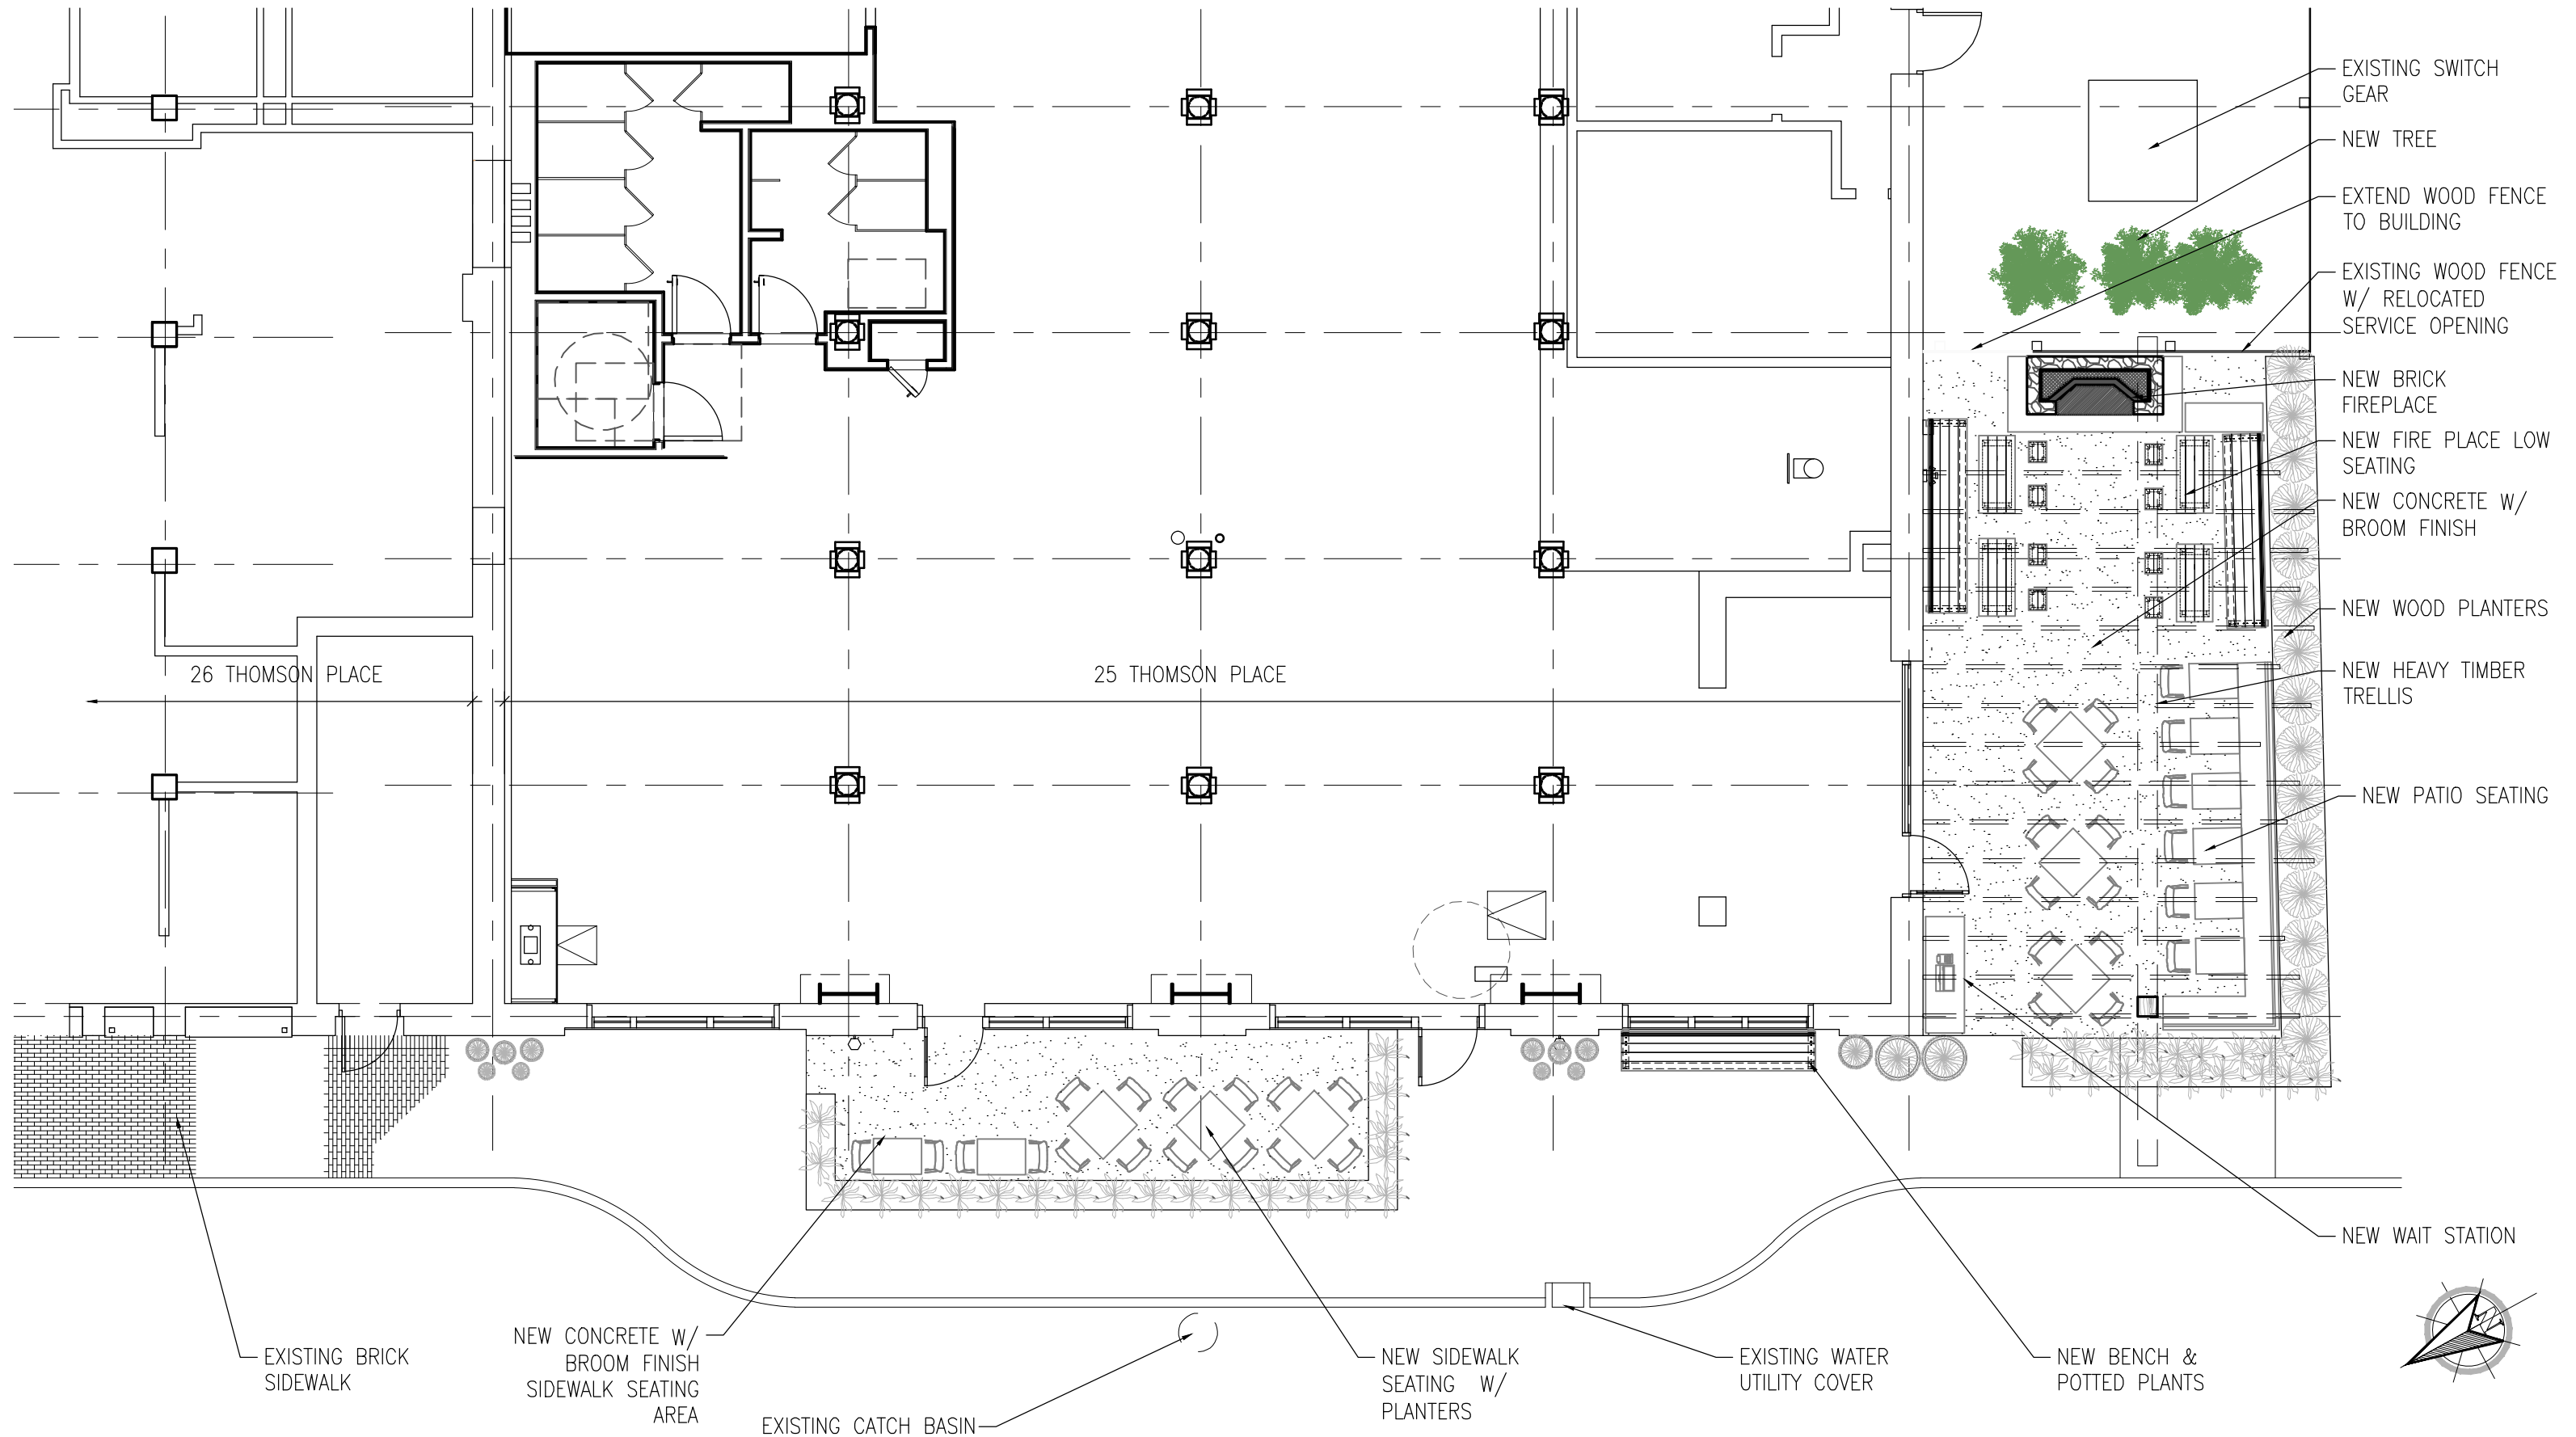 EXISTING SWITCH
GEAR
NEW TREE
EXTEND WOOD FENCE
TO BUILDING
EXISTING WOOD FENCE
W/ RELOCATED
SERVICE OPENING
NEW BRICK
FIREPLACE
NEW FIRE PLACE LOW
SEATING
NEW CONCRETE W/
BROOM FINISH
NEW WOOD PLANTERS
26 THOMSON PLACE
25 THOMSON PLACE
NEW HEAVY TIMBER
TRELLIS
NEW PATIO SEATING
NEW WAIT STATION
EXISTING BRICK
SIDEWALK
NEW CONCRETE W/
BROOM FINISH
SIDEWALK SEATING
AREA
EXISTING CATCH BASIN
NEW SIDEWALK
SEATING W/
PLANTERS
EXISTING WATER
UTILITY COVER
NEW BENCH &
POTTED PLANTS